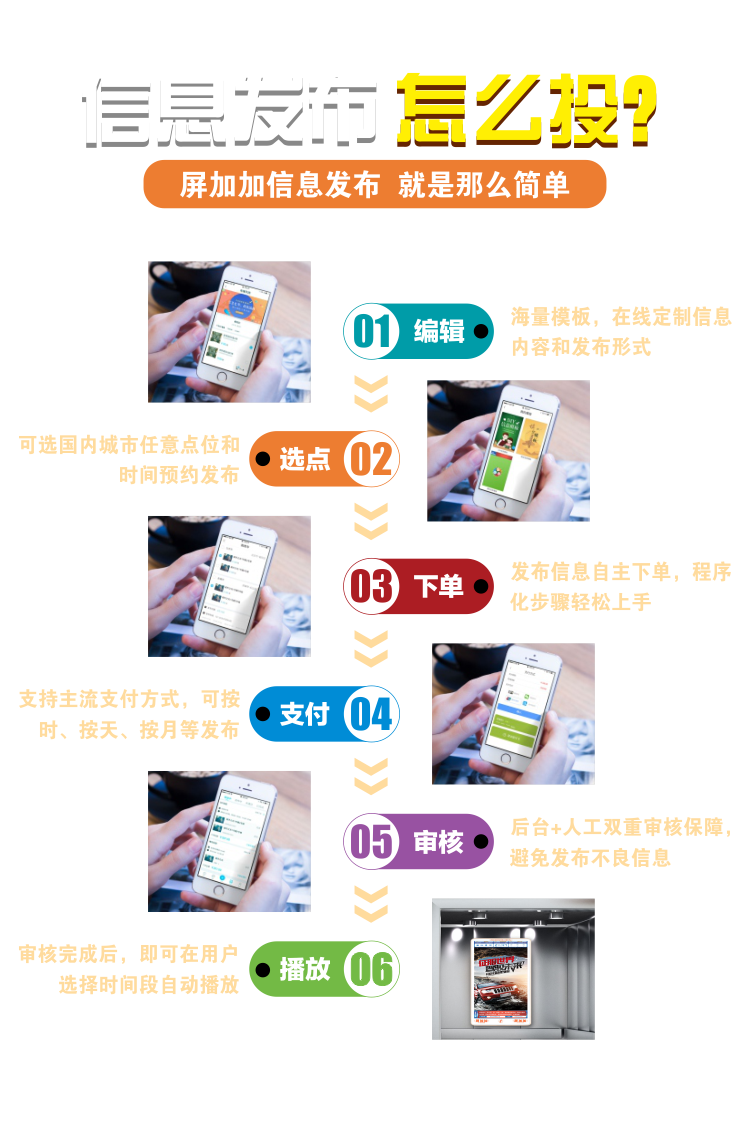 信息发布 怎么投?
屏加加信息发布 就是那么简单
01 编辑
海量模板，在线定制信息
内容和发布形式
可选国内城市任意点位和
时间预约发布
选点 02
03 下单
发布信息自主下单，程序
化步骤轻松上手
支持主流支付方式，可按
时、按天、按月等发布
支付 04
05 审核
后台+人工双重审核保障，
避免发布不良信息
审核完成后，即可在用户
选择时间段自动播放
播放 06